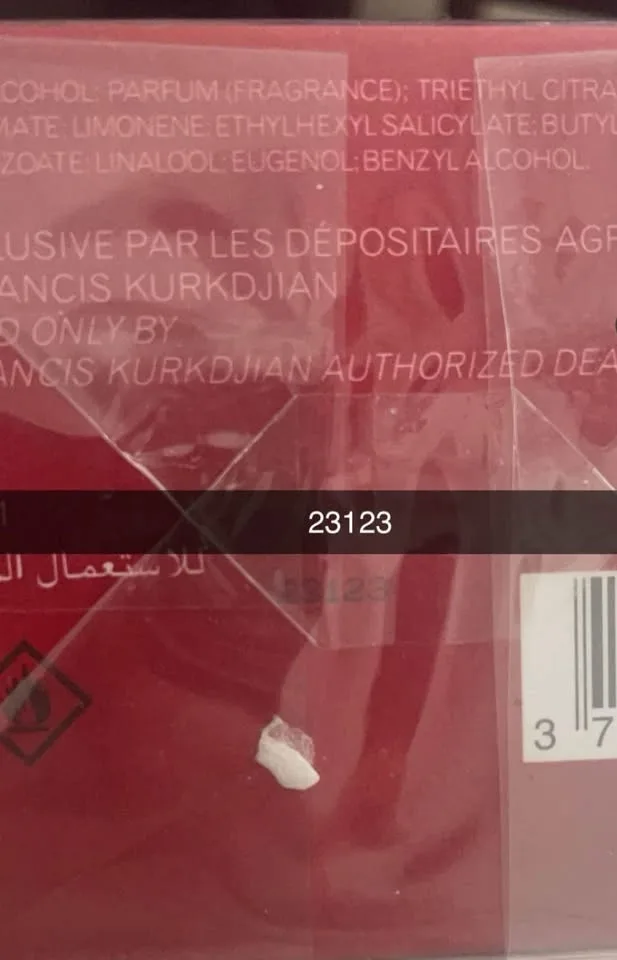 COHOL; PARFUM (FRAGRANCE); TRIETHYL CITRA
MATE; LIMONENE; ETHYLHEXYL SALICYLATE; BUTYL
ZOATE; LINALOOL; EUGENOL; BENZYL ALCOHOL.
LUSIVE PAR LES DÉPOSITAIRES AGR
ANCIS KURKDJIAN
D ONLY BY
ANCIS KURKDJIAN AUTHORIZED DEA
23123
للاستعمال ال
23123
3 7